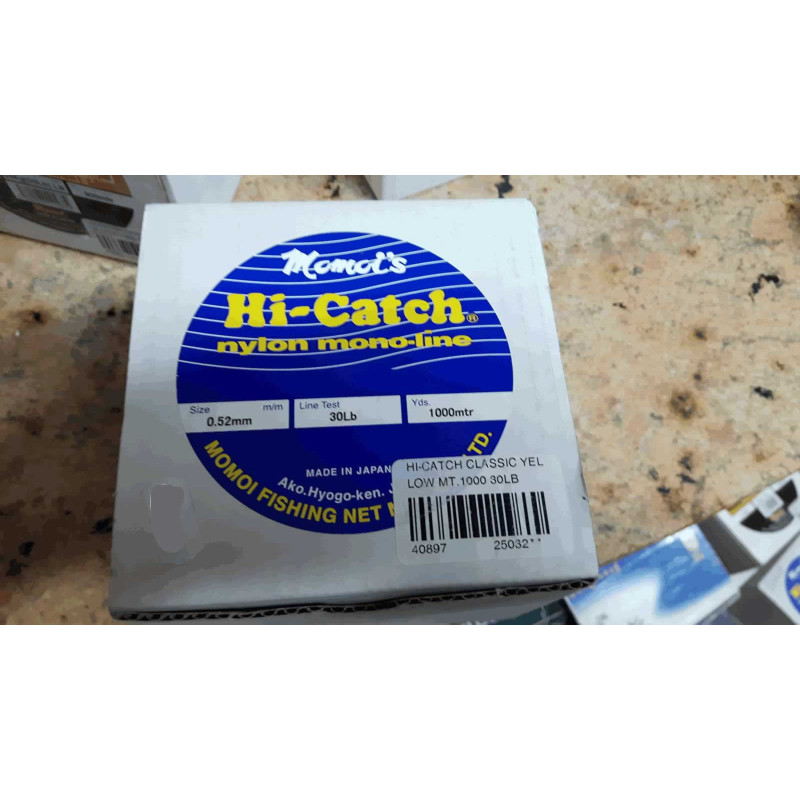 Momoi's
Hi-Catch®
nylon mono-line
Size m/m
0.52mm
Line Test
30Lb
Yds.
1000mtr
MADE IN JAPAN
Ako.Hyogo-ken.
MOMOI FISHING NET
LTD.
HI-CATCH CLASSIC YEL
LOW MT.1000 30LB
40897 25032**